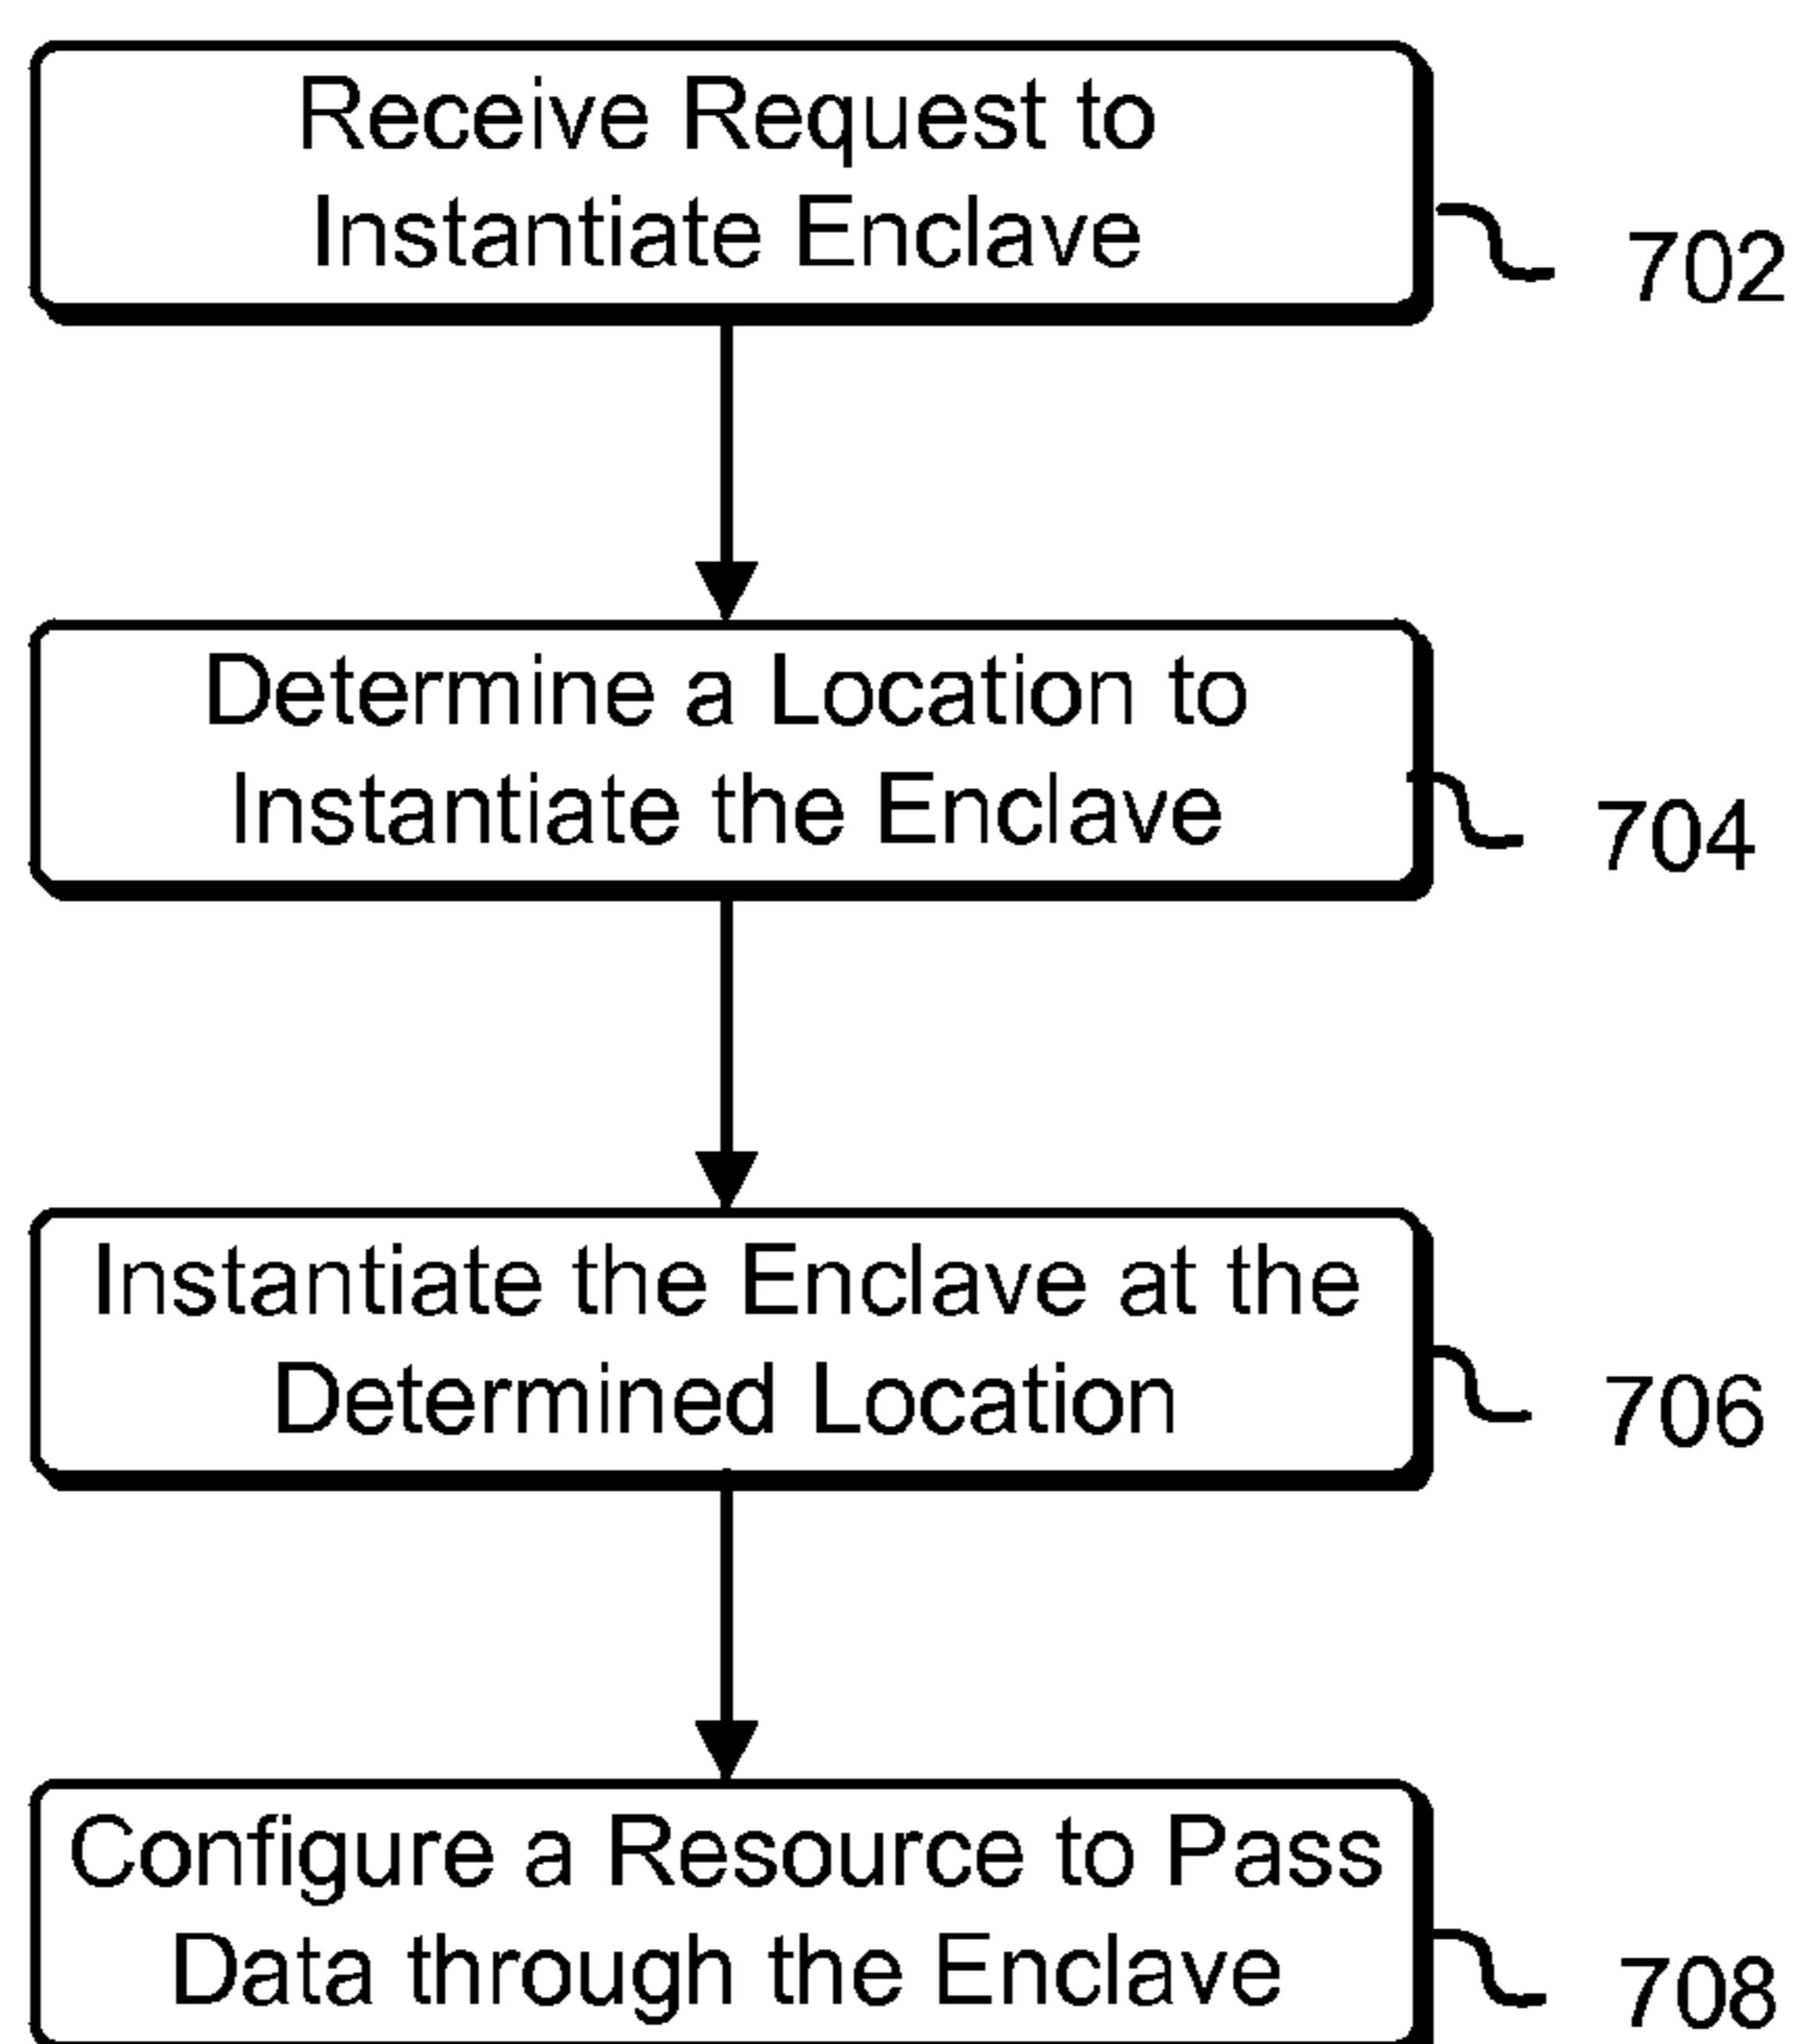 Receive Request to
Instantiate Enclave
702
Determine a Location to
Instantiate the Enclave
704
Instantiate the Enclave at the
Determined Location
706
Configure a Resource to Pass
Data through the Enclave
708